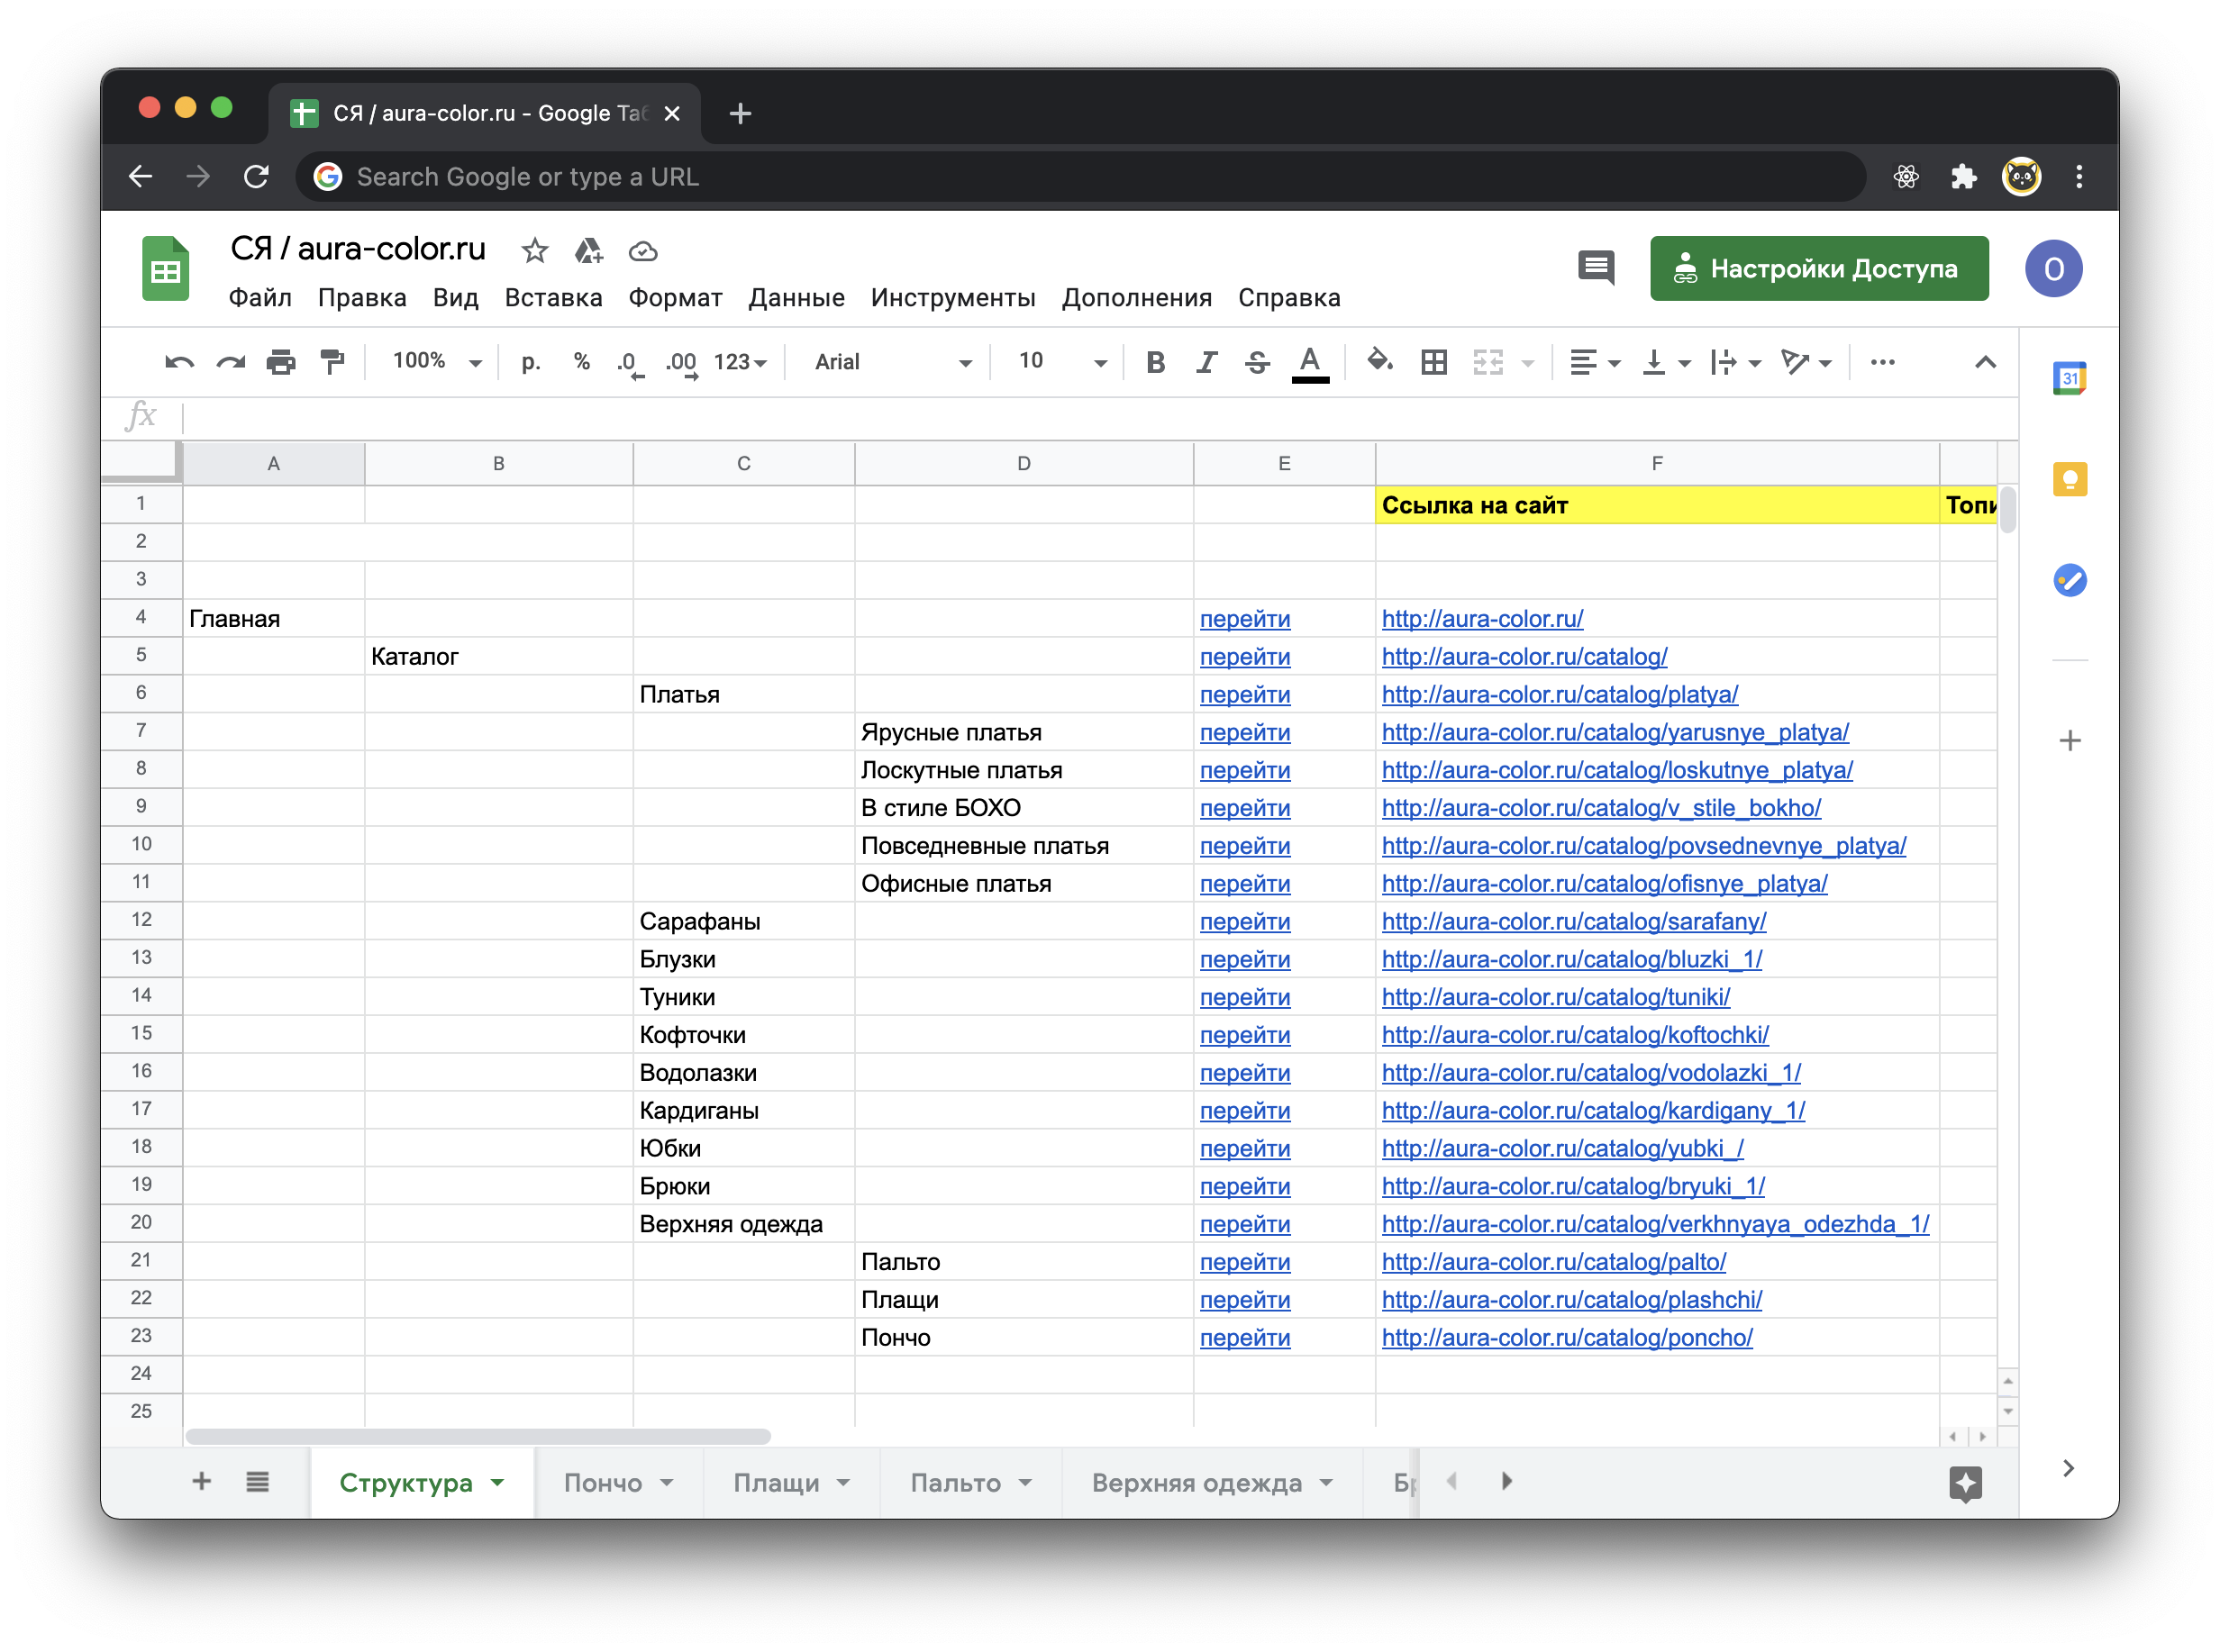 СЯ / aura-color.ru - Google Таб
Search Google or type a URL
СЯ / aura-color.ru
Файл Правка Вид Вставка Формат Данные Инструменты Дополнения Справка
Настройки Доступа
O
100% р. % .0 .00 123 Arial 10 B I S A
31
fx
A B C D E F
1 Ссылка на сайт Топи
2
3
4 Главная перейти http://aura-color.ru/
5 Каталог перейти http://aura-color.ru/catalog/
6 Платья перейти http://aura-color.ru/catalog/platya/
7 Ярусные платья перейти http://aura-color.ru/catalog/yarusnye_platya/
8 Лоскутные платья перейти http://aura-color.ru/catalog/loskutnye_platya/
9 В стиле БОХО перейти http://aura-color.ru/catalog/v_stile_bokho/
10 Повседневные платья перейти http://aura-color.ru/catalog/povsednevnye_platya/
11 Офисные платья перейти http://aura-color.ru/catalog/ofisnye_platya/
12 Сарафаны перейти http://aura-color.ru/catalog/sarafany/
13 Блузки перейти http://aura-color.ru/catalog/bluzki_1/
14 Туники перейти http://aura-color.ru/catalog/tuniki/
15 Кофточки перейти http://aura-color.ru/catalog/koftochki/
16 Водолазки перейти http://aura-color.ru/catalog/vodolazki_1/
17 Кардиганы перейти http://aura-color.ru/catalog/kardigany_1/
18 Юбки перейти http://aura-color.ru/catalog/yubki_/
19 Брюки перейти http://aura-color.ru/catalog/bryuki_1/
20 Верхняя одежда перейти http://aura-color.ru/catalog/verkhnyaya_odezhda_1/
21 Пальто перейти http://aura-color.ru/catalog/palto/
22 Плащи перейти http://aura-color.ru/catalog/plashchi/
23 Пончо перейти http://aura-color.ru/catalog/poncho/
24
25
Структура Пончо Плащи Пальто Верхняя одежда Бр